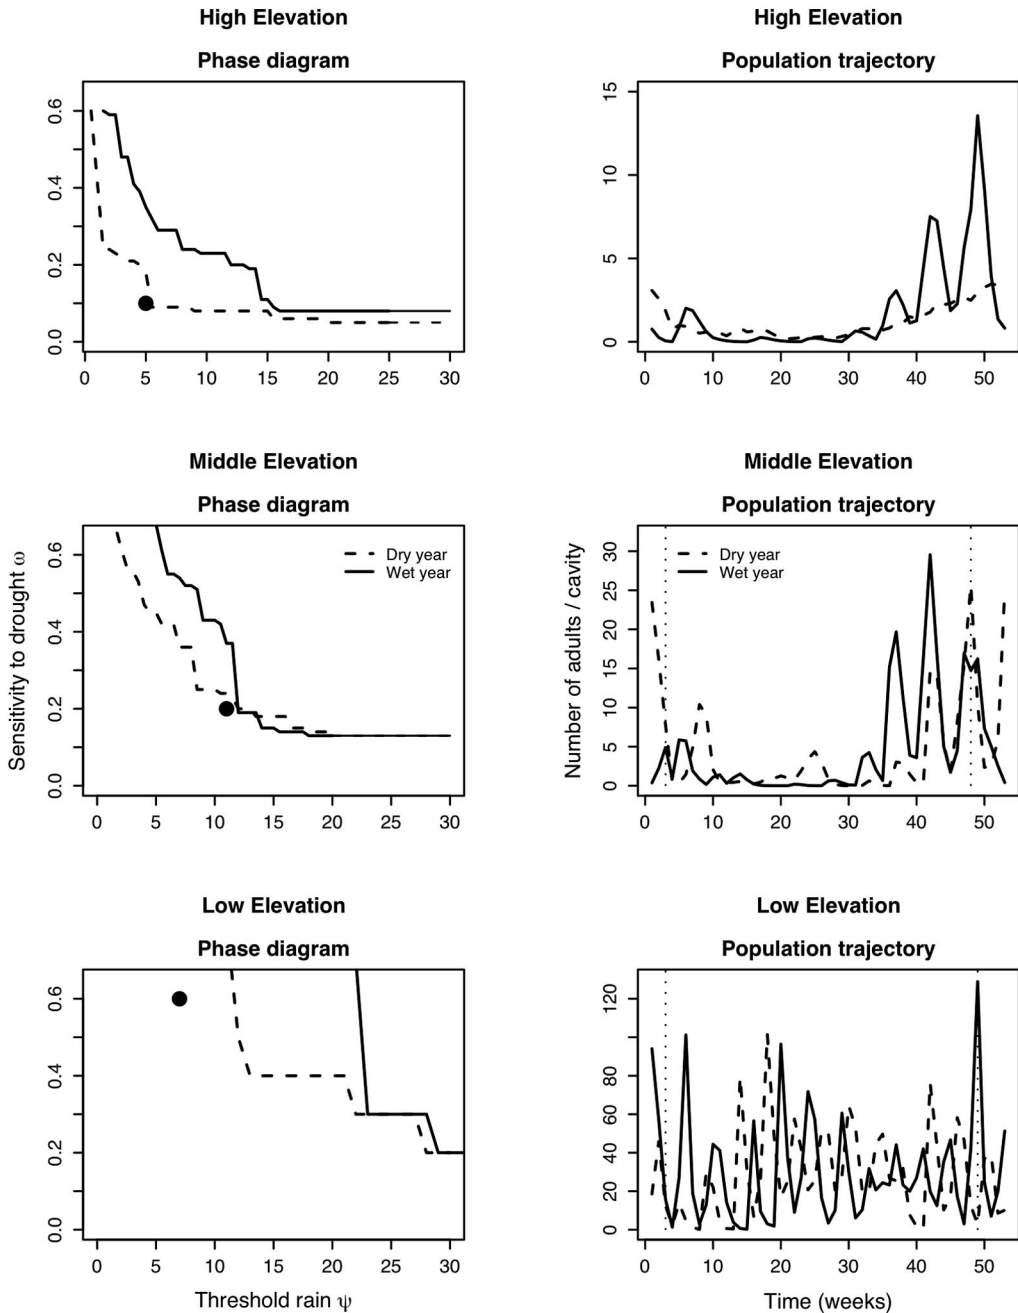 High Elevation
Phase diagram
0.6
0.4
0.2
0.0
0 5 10 15 20 25 30
High Elevation
Population trajectory
15
10
5
0
0 10 20 30 40 50
Middle Elevation
Phase diagram
Dry year
Wet year
0.6
0.4
0.2
0.0
0 5 10 15 20 25 30
Sensitivity to drought ω
Middle Elevation
Population trajectory
Dry year
Wet year
30
25
20
15
10
5
0
0 10 20 30 40 50
Number of adults / cavity
Low Elevation
Phase diagram
0.6
0.4
0.2
0.0
0 5 10 15 20 25 30
Threshold rain ψ
Low Elevation
Population trajectory
120
80
60
40
20
0
0 10 20 30 40 50
Time (weeks)